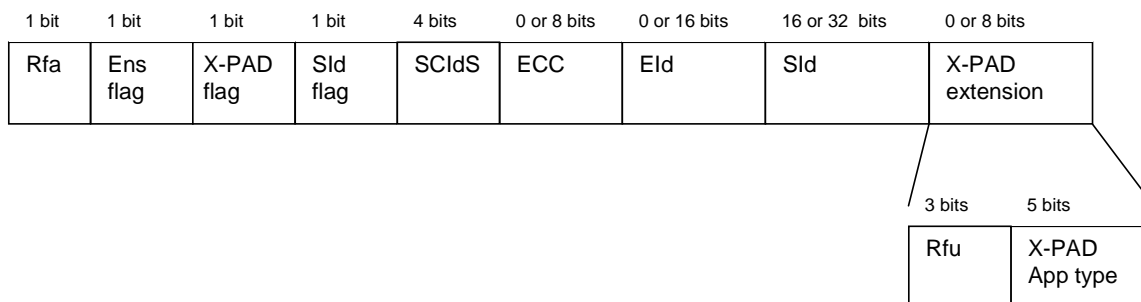 1 bit 1 bit 1 bit 1 bit 4 bits 0 or 8 bits 0 or 16 bits 16 or 32 bits 0 or 8 bits
Rfa Ens X-PAD SId SCIdS ECC EId SId X-PAD
flag flag flag extension
3 bits 5 bits
Rfu X-PAD
App type